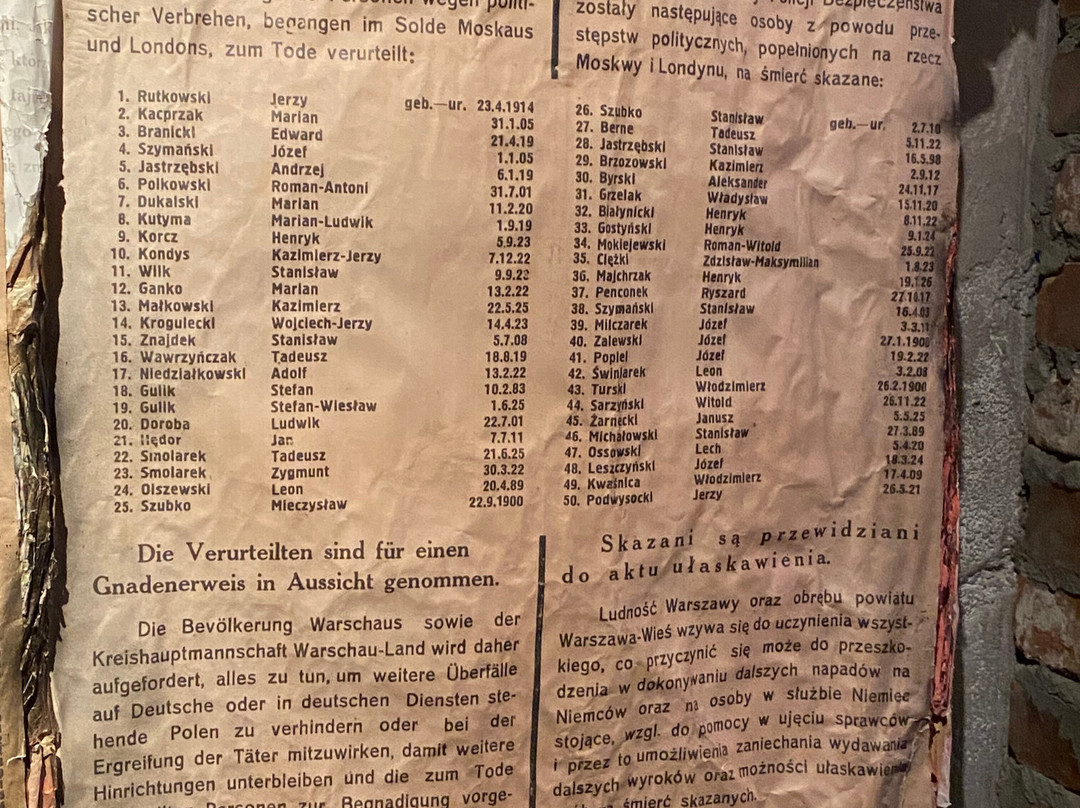 scher Verbrehen, begangen im Solde Moskaus
und Londons, zum Tode verurteilt:
1. Rutkowski Jerzy geb.—ur. 23.4.1914
2. Kacprzak Marian 31.1.05
3. Branicki Edward 21.4.19
4. Szymański Józef 1.1.05
5. Jastrzębski Andrzej 6.1.19
6. Polkowski Roman-Antoni 31.7.01
7. Dukalski Marian 11.2.20
8. Kutyma Marian-Ludwik 1.9.19
9. Korcz Henryk 5.9.23
10. Kondys Kazimierz-Jerzy 7.12.22
11. Wilk Stanisław
12. Ganko Marian 13.2.22
13. Małkowski Kazimierz 22.5.25
14. Krogulecki Wojciech-Jerzy 14.4.23
15. Znajdek Stanisław 5.7.08
16. Wawrzyńczak Tadeusz 18.8.19
17. Niedziałkowski Adolf 13.2.22
18. Gulik Stefan 10.2.83
19. Gulik Stefan-Wiesław 1.6.25
20. Doroba Ludwik 22.7.01
21. Jan 7.7.11
22. Smolarek Tadeusz 21.6.25
23. Smolarek Zygmunt 30.3.22
24. Olszewski Leon 20.4.89
25. Szubko Mieczysław 22.9.1900
Die Verurteilten sind für einen
Gnadenerweis in Aussicht genommen.
Die Bevölkerung Warschaus sowie der
Kreishauptmannschaft Warschau-Land wird daher
aufgefordert, alles zu tun, um weitere Überfälle
auf Deutsche oder in deutschen Diensten ste-
hende Polen zu verhindern oder bei der
Ergreifung der Täter mitzuwirken, damit weitere
Hinrichtungen unterbleiben und die zum Tode
Personen zur Begnadigung vorge-
zostały następujące osoby z powodu prze-
stępstw politycznych, popełnionych na rzecz
Moskwy i Londynu, na śmierć skazane:
26. Szubko Stanisław geb.—ur. 2.7.10
27. Berne Tadeusz 5.11.22
28. Jastrzębski Stanisław 16.5.98
29. Brzozowski Kazimierz 2.9.12
30. Byrski Aleksander 24.11.17
31. Grzelak Władysław 15.11.20
32. Białynicki Henryk 8.11.22
33. Gostyński Henryk 9.1.24
34. Mokiejewski Roman-Witold 25.9.22
35. Ciężki Zdzisław-Maksymilian 1.8.23
36. Majchrzak Henryk 19.1.26
37. Penconek Ryszard 27.10.17
38. Szymański Stanisław
39. Milczarek Józef
40. Zalewski Józef 27.1.1908
41. Popiel Józef 19.2.22
42. Świniarek Leon 3.2.08
43. Turski Włodzimierz 26.2.1900
44. Sarzyński Witold 26.11.22
45. Żarnecki Janusz 5.5.25
46. Michałowski Stanisław 27.3.89
47. Ossowski Lech 5.4.20
48. Leszczyński Józef 18.3.24
49. Kwaśnica Włodzimierz 17.4.09
50. Podwysocki Jerzy 26.5.21
Skazani są przewidziani
do aktu ułaskawienia.
Ludność Warszawy oraz obrębu powiatu
Warszawa-Wieś wzywa się do uczynienia wszyst-
kiego, co przyczynić się może do przeszko-
dzenia w dokonywaniu dalszych napadów na
Niemców oraz na osoby w służbie Niemiec
stojące, wzgl. do pomocy w ujęciu sprawców
i przez to umożliwienia zaniechania wydawania
dalszych wyroków oraz możności ułaskawienia
śmierć skazanych.